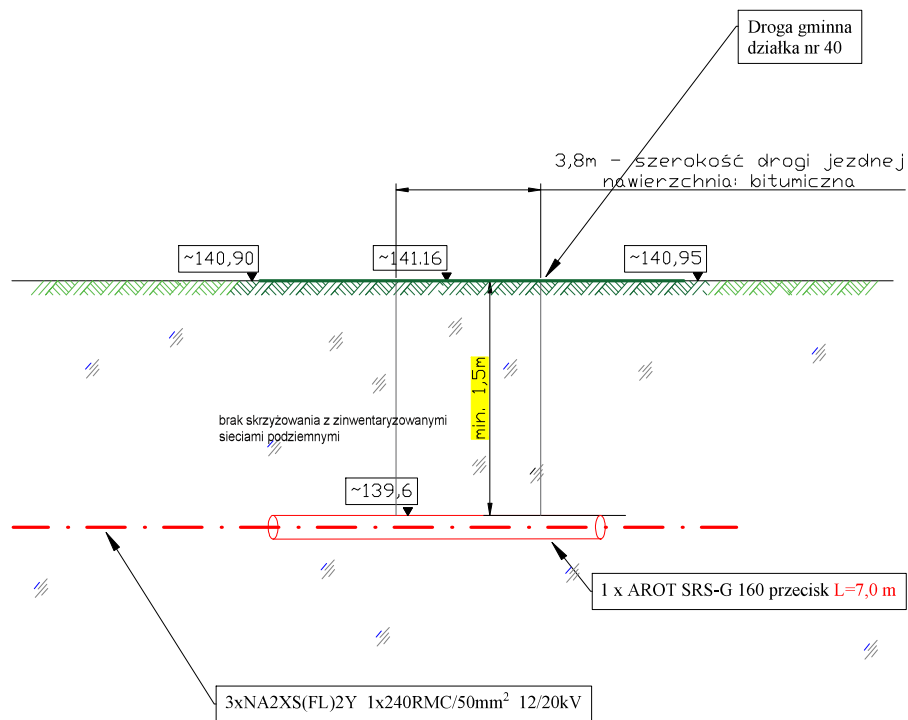 Droga gminna
działka nr 40
3,8m - szerokość drogi jezdnej
nawierzchnia: bitumiczna
~140,90
~141.16
~140,95
min. 1,5m
brak skrzyżowania z zinwentaryzowanymi
sieciami podziemnymi
~139,6
1 x AROT SRS-G 160 przecisk L=7,0 m
3xNA2XS(FL)2Y 1x240RMC/50mm² 12/20kV